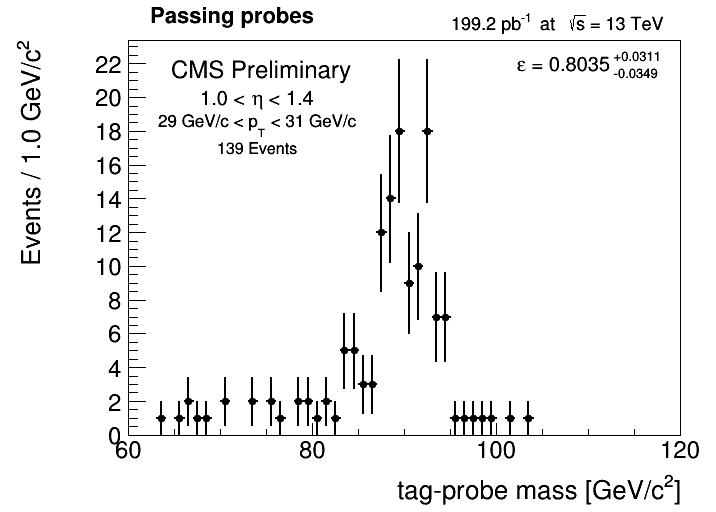 Passing probes
199.2 pb⁻¹ at √s = 13 TeV
CMS Preliminary
1.0 < η < 1.4
29 GeV/c < p_T < 31 GeV/c
139 Events
ε = 0.8035 +0.0311 -0.0349
Events / 1.0 GeV/c²
22
20
18
16
14
12
10
8
6
4
2
0
60 80 100 120
tag-probe mass [GeV/c²]